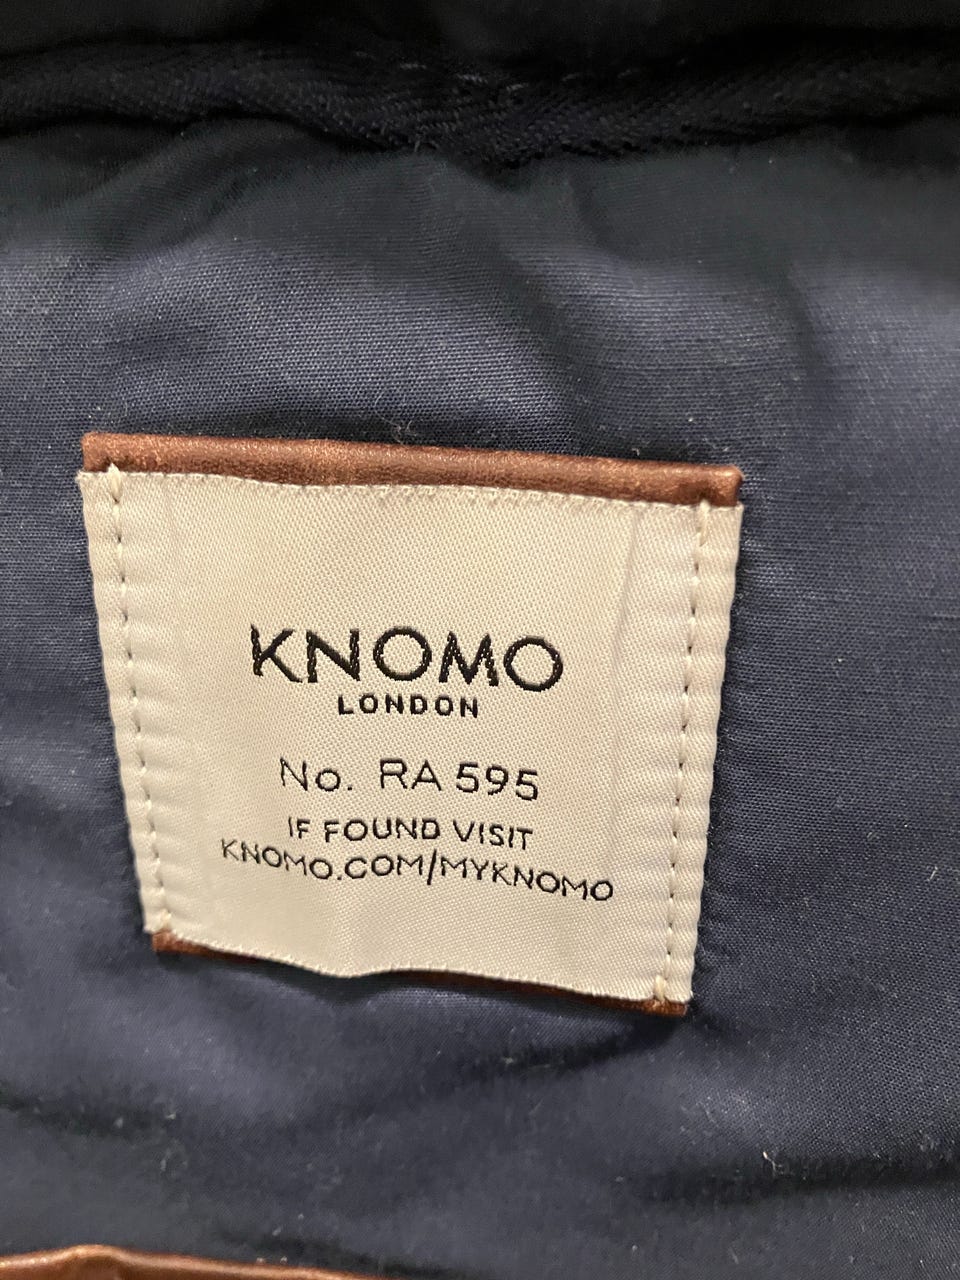 KNOMO
LONDON
No. RA 595
IF FOUND VISIT
KNOMO.COM/MYKNOMO